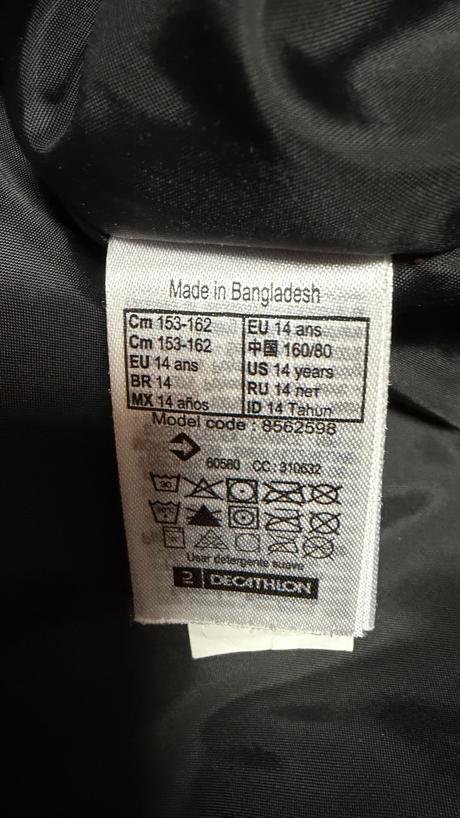 Made in Bangladesh
Cm 153-162 EU 14 ans
Cm 153-162 中国 160/80
EU 14 ans US 14 years
BR 14 RU 14 лет
MX 14 años ID 14 Tahun
Model code : 8562598
60580 CC : 310632
30
Usar detergente suave
DECATHLON